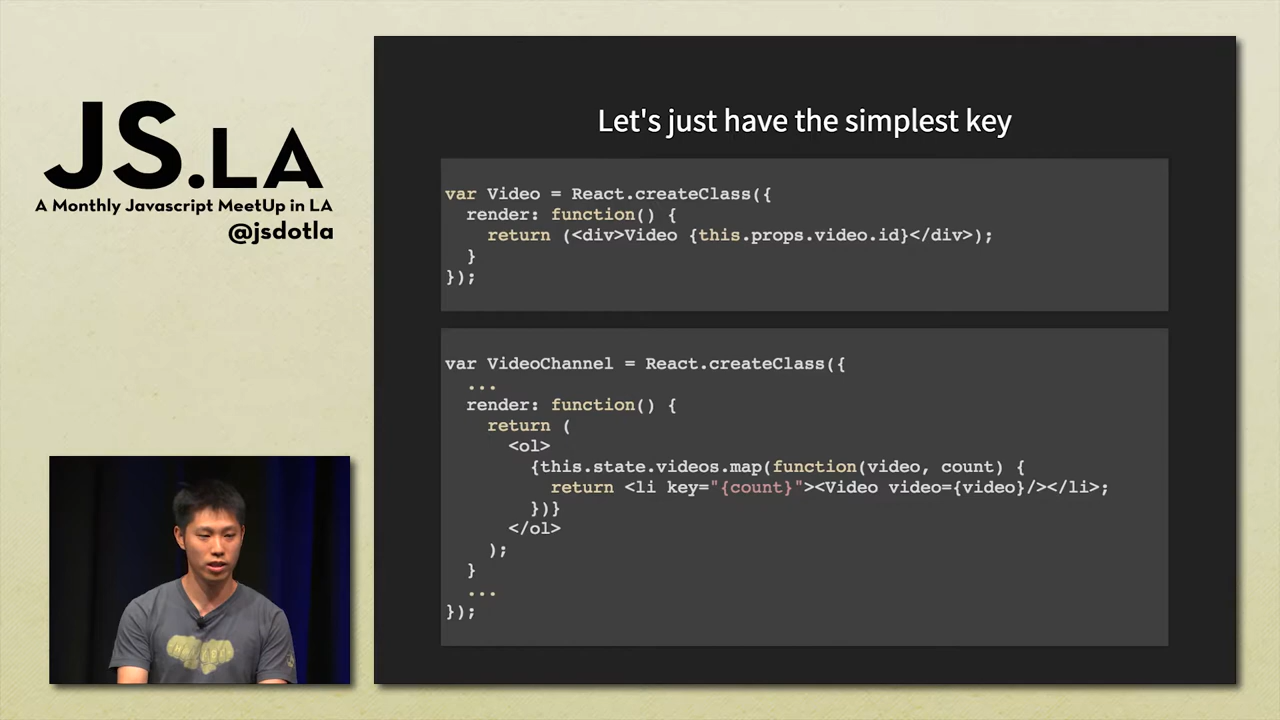 JS.LA
A Monthly Javascript MeetUp in LA
@jsdotla
Let's just have the simplest key
var Video = React.createClass({
  render: function() {
    return (<div>Video {this.props.video.id}</div>);
  }
});
var VideoChannel = React.createClass({
  ...
  render: function() {
    return (
      <ol>
        {this.state.videos.map(function(video, count) {
          return <li key="{count}"><Video video={video}/></li>;
        })}
      </ol>
    );
  }
  ...
});